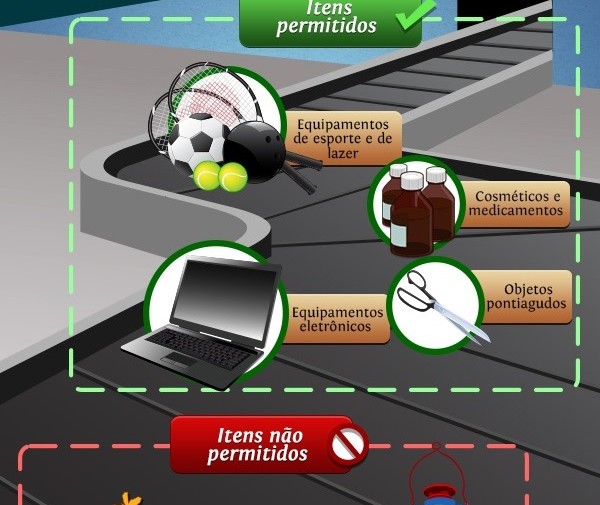 Itens
permitidos
Equipamentos
de esporte e de
lazer
Cosméticos e
medicamentos
Equipamentos
eletrônicos
Objetos
pontiagudos
Itens não
permitidos